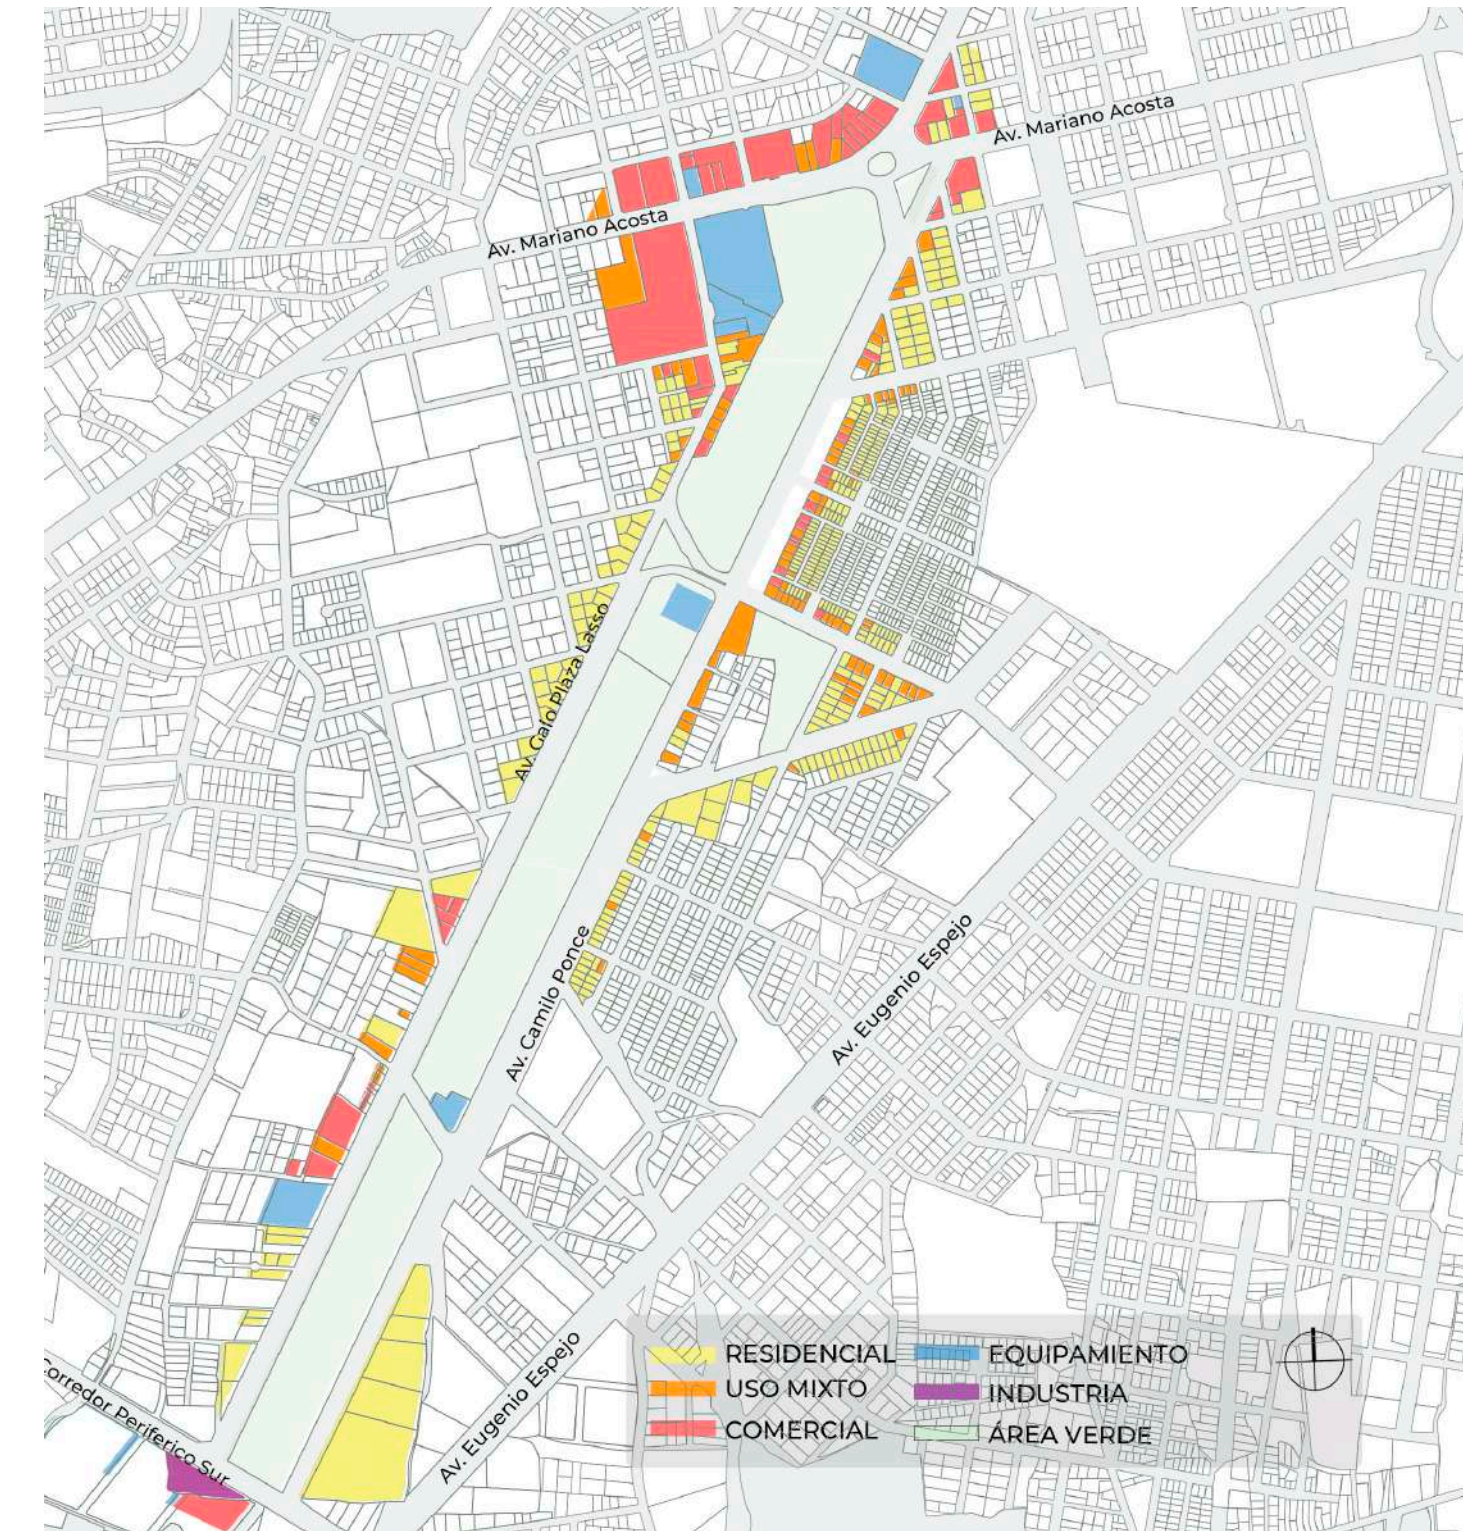 Av. Mariano Acosta
Av. Mariano Acosta
Av. Galo Plaza Lasso
Av. Camilo Ponce
Av. Eugenio Espejo
Av. Eugenio Espejo
Corredor Periferico Sur
RESIDENCIAL
EQUIPAMIENTO
USO MIXTO
INDUSTRIA
COMERCIAL
ÁREA VERDE